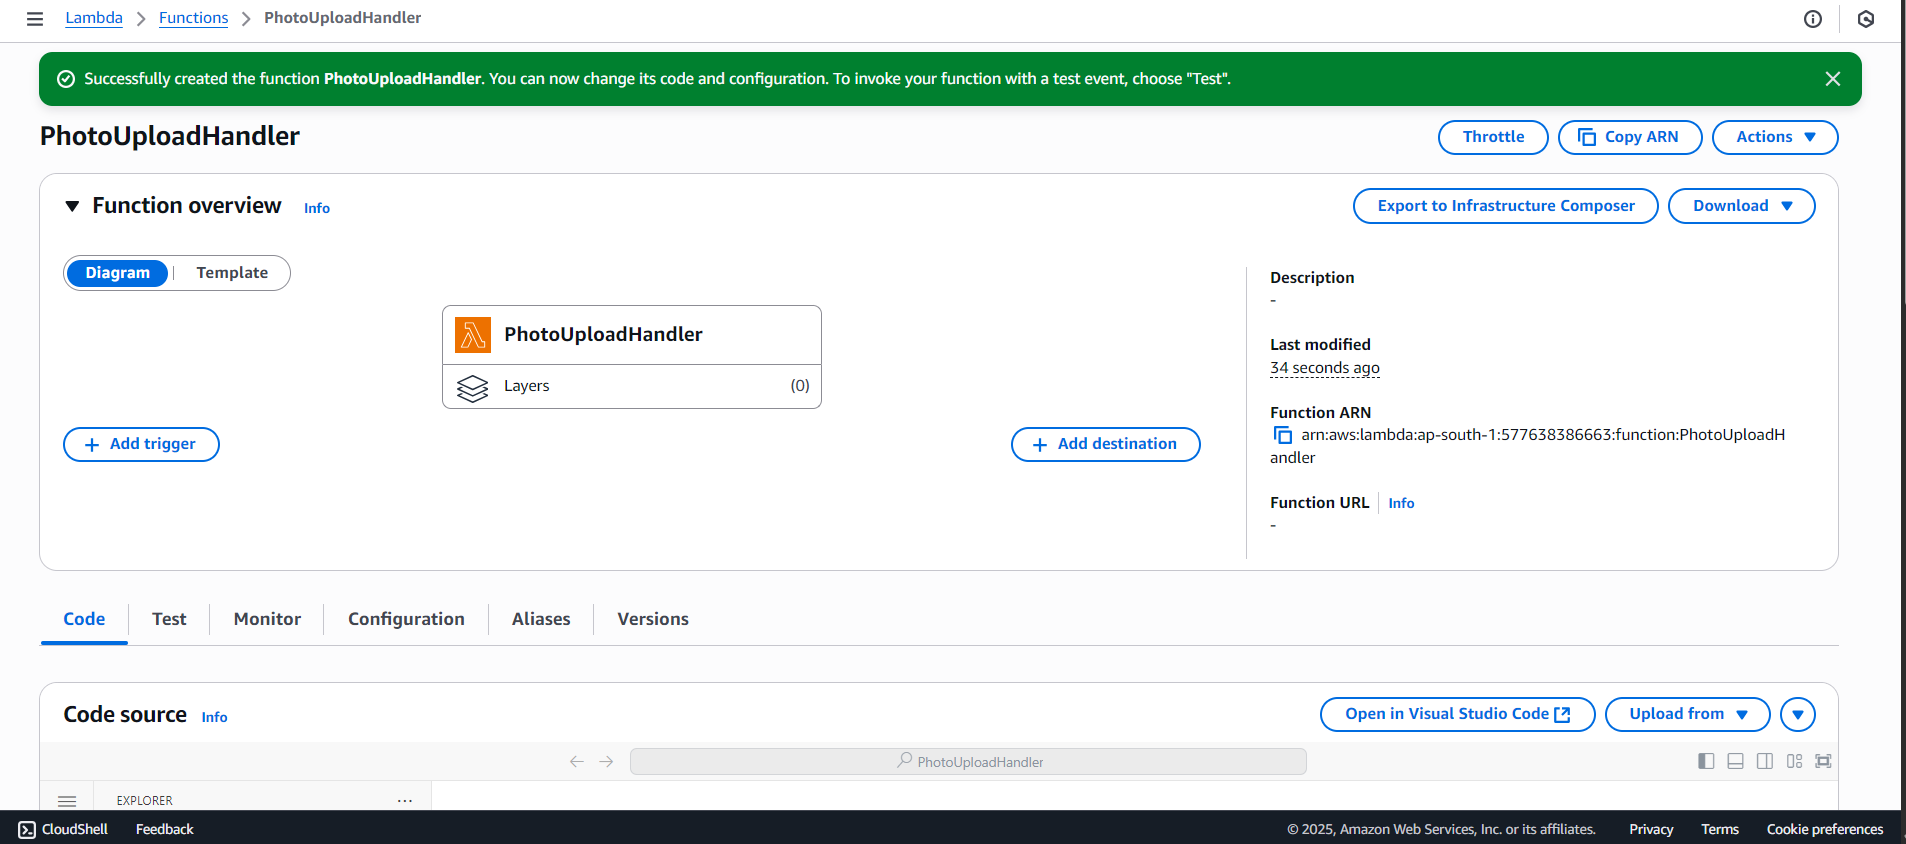 Lambda > Functions > PhotoUploadHandler
Successfully created the function PhotoUploadHandler. You can now change its code and configuration. To invoke your function with a test event, choose "Test".
PhotoUploadHandler
Throttle
Copy ARN
Actions
Function overview Info
Export to Infrastructure Composer
Download
Diagram | Template
PhotoUploadHandler
Layers (0)
Add trigger
Add destination
Description
-
Last modified
34 seconds ago
Function ARN
arn:aws:lambda:ap-south-1:577638386663:function:PhotoUploadH
andler
Function URL | Info
-
Code
Test
Monitor
Configuration
Aliases
Versions
Code source Info
Open in Visual Studio Code
Upload from
PhotoUploadHandler
EXPLORER ...
CloudShell Feedback © 2025, Amazon Web Services, Inc. or its affiliates. Privacy Terms Cookie preferences